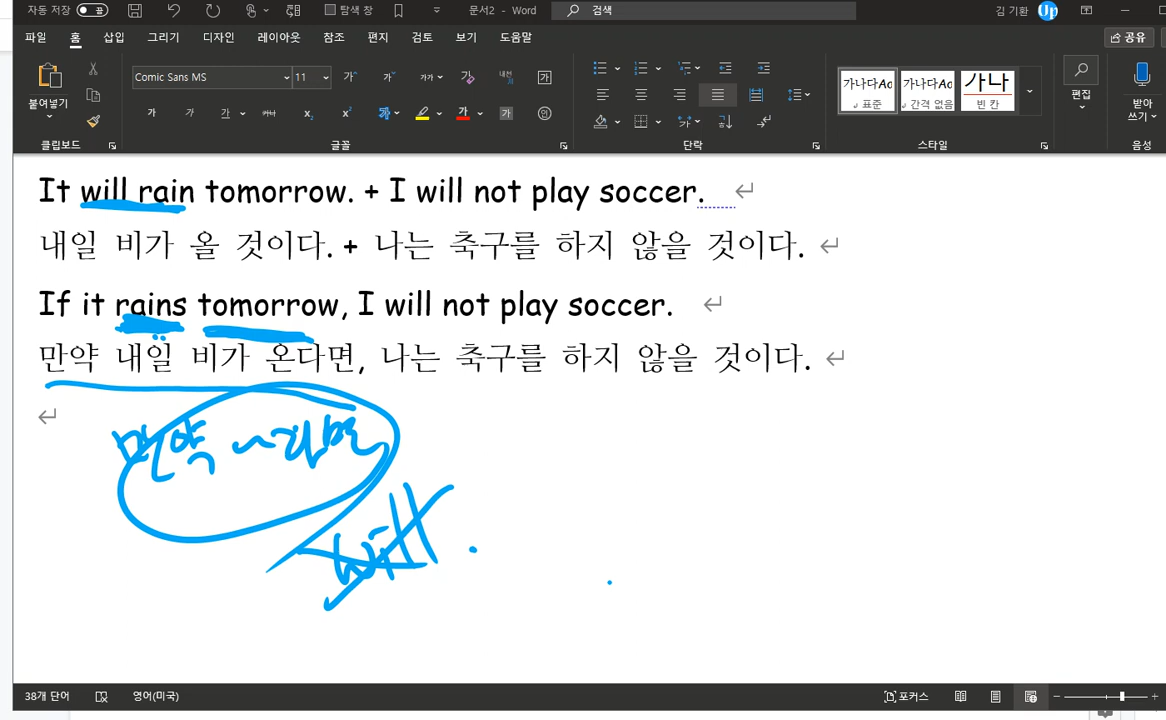 자동 저장 끔 탐색 창 문서2 - Word 검색 김 기환
파일 홈 삽입 그리기 디자인 레이아웃 참조 편지 검토 보기 도움말 공유
Comic Sans MS 11 가나다Aa 가나다Aa 가나
붙여넣기 표준 간격 없음 빈 칸 편집 받아쓰기
클립보드 글꼴 단락 스타일 음성
It will rain tomorrow. + I will not play soccer.
내일 비가 올 것이다. + 나는 축구를 하지 않을 것이다.
If it rains tomorrow, I will not play soccer.
만약 내일 비가 온다면, 나는 축구를 하지 않을 것이다.
만약 ~라면
will
38개 단어 영어(미국) 포커스